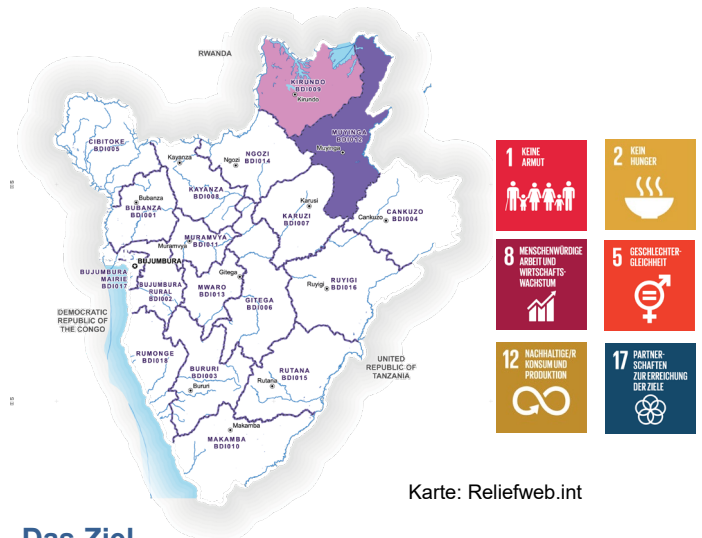 RWANDA
KIRUNDO
BDI009
Kirundo
MUYINGA
BDI012
Muyinga
CIBITOKE
BDI005
Kayanza
Ngozi
NGOZI
BDI014
KAYANZA
BDI008
Bubanza
BUBANZA
BDI001
Karusi
KARUZI
BDI007
CANKUZO
BDI004
Cankuzo
MURAMVYA
BDI011
Muramvya
BUJUMBURA
BUJUMBURA
MAIRIE
BDI017
BUJUMBURA
RURAL
BDI002
MWARO
BDI013
Gitega
GITEGA
BDI006
Ruyigi
RUYIGI
BDI016
DEMOCRATIC
REPUBLIC OF
THE CONGO
UNITED
REPUBLIC OF
TANZANIA
RUMONGE
BDI018
BURURI
BDI003
Bururi
RUTANA
BDI015
Rutana
Makamba
MAKAMBA
BDI010
1 KEINE
ARMUT
2 KEIN
HUNGER
8 MENSCHENWÜRDIGE
ARBEIT UND
WIRTSCHAFTS-
WACHSTUM
5 GESCHLECHTER-
GLEICHHEIT
12 NACHHALTIGE/R
KONSUM UND
PRODUKTION
17 PARTNER-
SCHAFTEN
ZUR ERREICHUNG
DER ZIELE
Karte: Reliefweb.int
Das Ziel